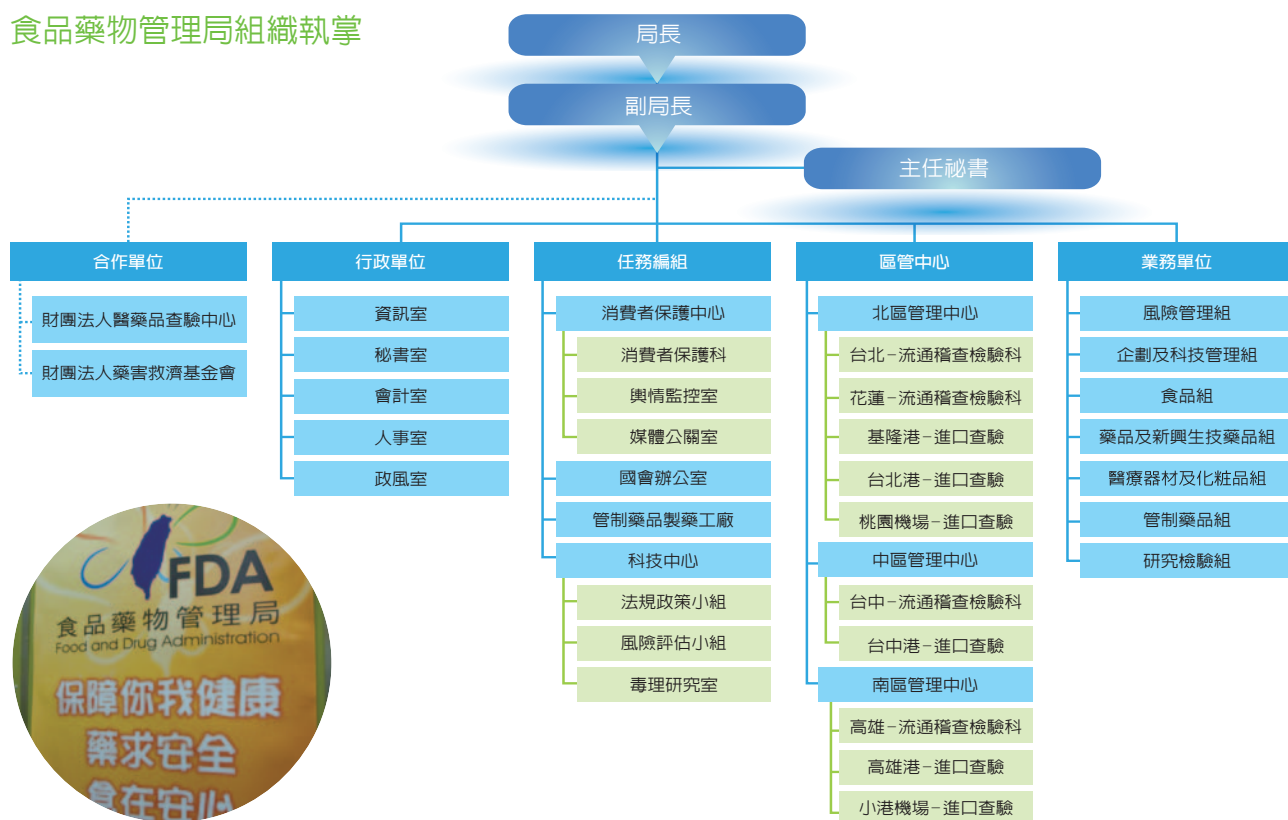 食品藥物管理局組織執掌
局長
副局長
主任祕書
合作單位
財團法人醫藥品查驗中心
財團法人藥害救濟基金會
行政單位
資訊室
秘書室
會計室
人事室
政風室
任務編組
消費者保護中心
消費者保護科
輿情監控室
媒體公關室
國會辦公室
管制藥品製藥工廠
科技中心
法規政策小組
風險評估小組
毒理研究室
區管中心
北區管理中心
台北-流通稽查檢驗科
花蓮-流通稽查檢驗科
基隆港-進口查驗
台北港-進口查驗
桃園機場-進口查驗
中區管理中心
台中-流通稽查檢驗科
台中港-進口查驗
南區管理中心
高雄-流通稽查檢驗科
高雄港-進口查驗
小港機場-進口查驗
業務單位
風險管理組
企劃及科技管理組
食品組
藥品及新興生技藥品組
醫療器材及化粧品組
管制藥品組
研究檢驗組
FDA
食品藥物管理局
Food and Drug Administration
保障你我健康
藥求安全
食在安心